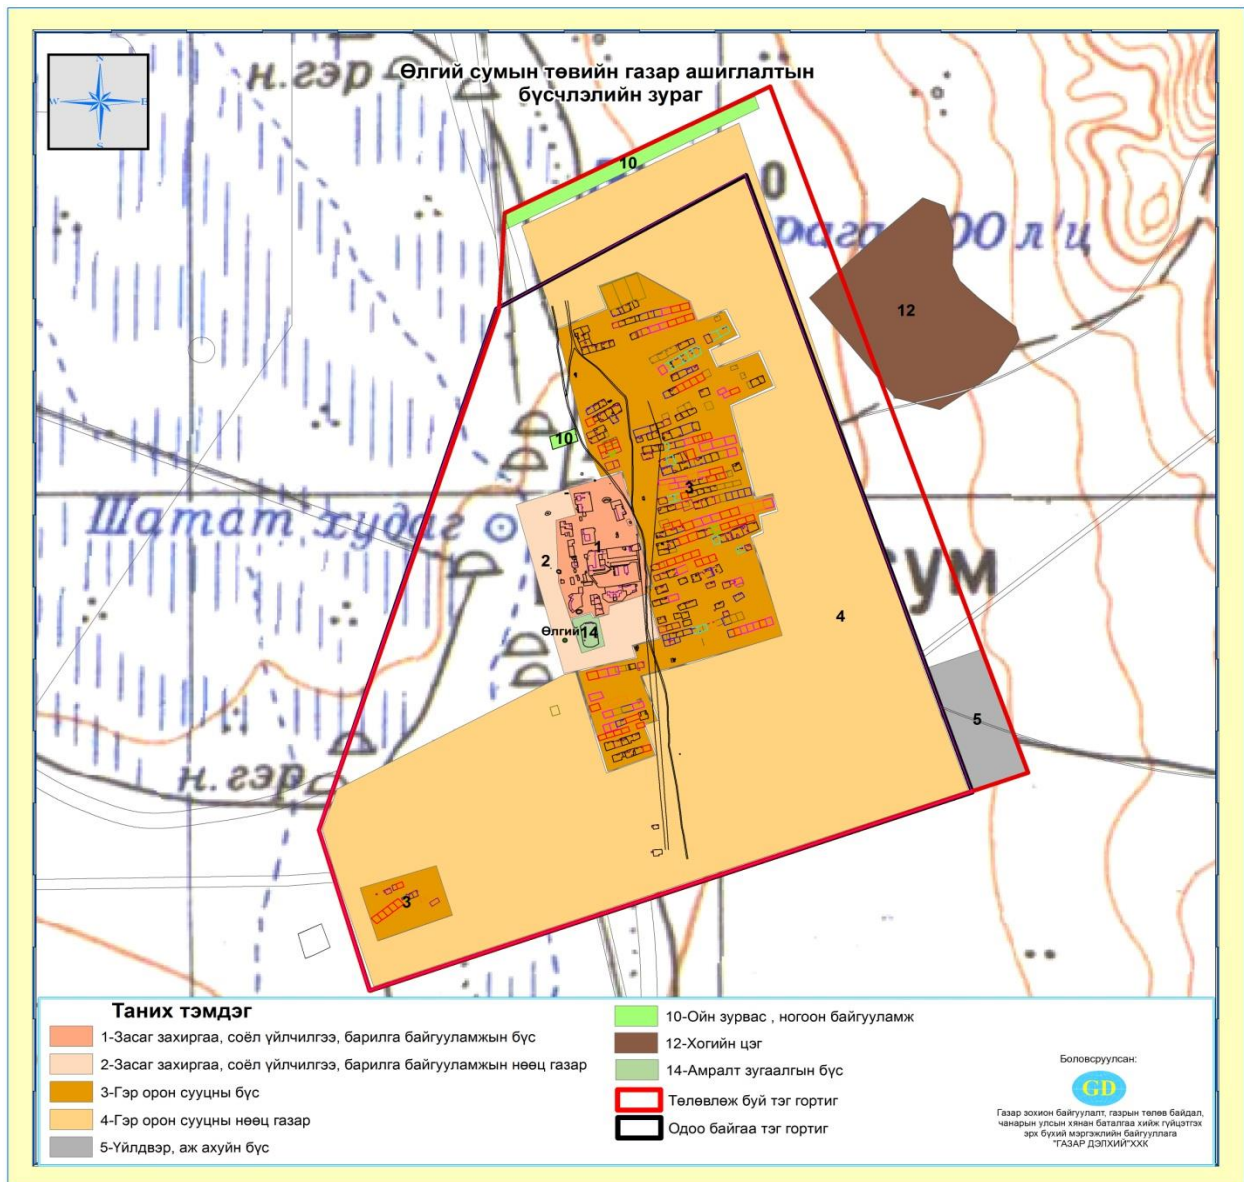 Өлгий сумын төвийн газар ашиглалтын
бүсчлэлийн зураг
N
W
E
S
н.гэр
10
О
00 л/ц
12
10
3
Шатат худаг
2
1
сум
4
Өлгий
14
5
н.гэр
3
Таних тэмдэг
1-Засаг захиргаа, соёл үйлчилгээ, барилга байгууламжын бүс
2-Засаг захиргаа, соёл үйлчилгээ, барилга байгууламжын нөөц газар
3-Гэр орон сууцны бүс
4-Гэр орон сууцны нөөц газар
5-Үйлдвэр, аж ахуйн бүс
10-Ойн зурвас , ногоон байгууламж
12-Хогийн цэг
14-Амралт зугаалгын бүс
Төлөвлөж буй тэг гортиг
Одоо байгаа тэг гортиг
Боловсруулсан:
GD
Газар зохион байгуулалт, газрын төлөв байдал,
чанарын улсын хянан баталгаа хийж гүйцэтгэх
эрх бүхий мэргэжлийн байгууллага
"ГАЗАР ДЭЛХИЙ"ХХК